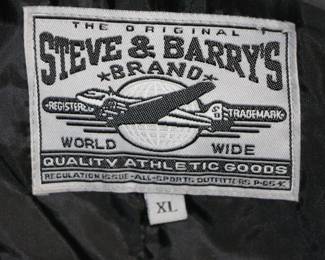 THE ORIGINAL
STEVE & BARRY'S
BRAND
REGISTERED TRADEMARK
WORLD WIDE
QUALITY ATHLETIC GOODS
REGULATION ISSUE-ALL-SPORTS OUTFITTERS
XL